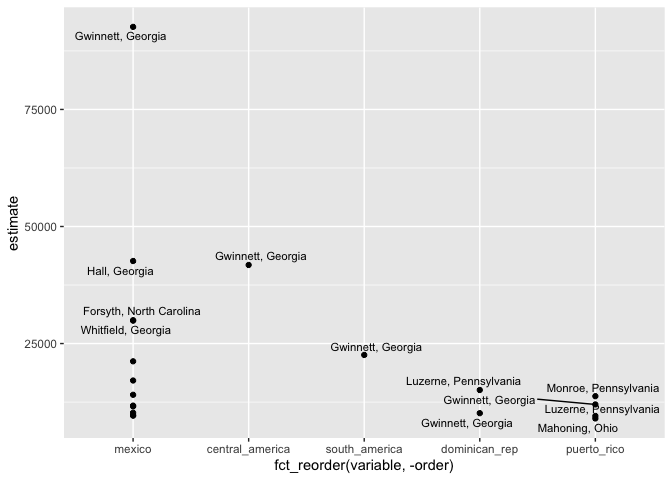 Gwinnett, Georgia
75000
50000
25000
estimate
Hall, Georgia
Gwinnett, Georgia
Forsyth, North Carolina
Whitfield, Georgia
Gwinnett, Georgia
Luzerne, Pennsylvania
Monroe, Pennsylvania
Gwinnett, Georgia
Luzerne, Pennsylvania
Gwinnett, Georgia
Mahoning, Ohio
mexico central_america south_america dominican_rep puerto_rico
fct_reorder(variable, -order)